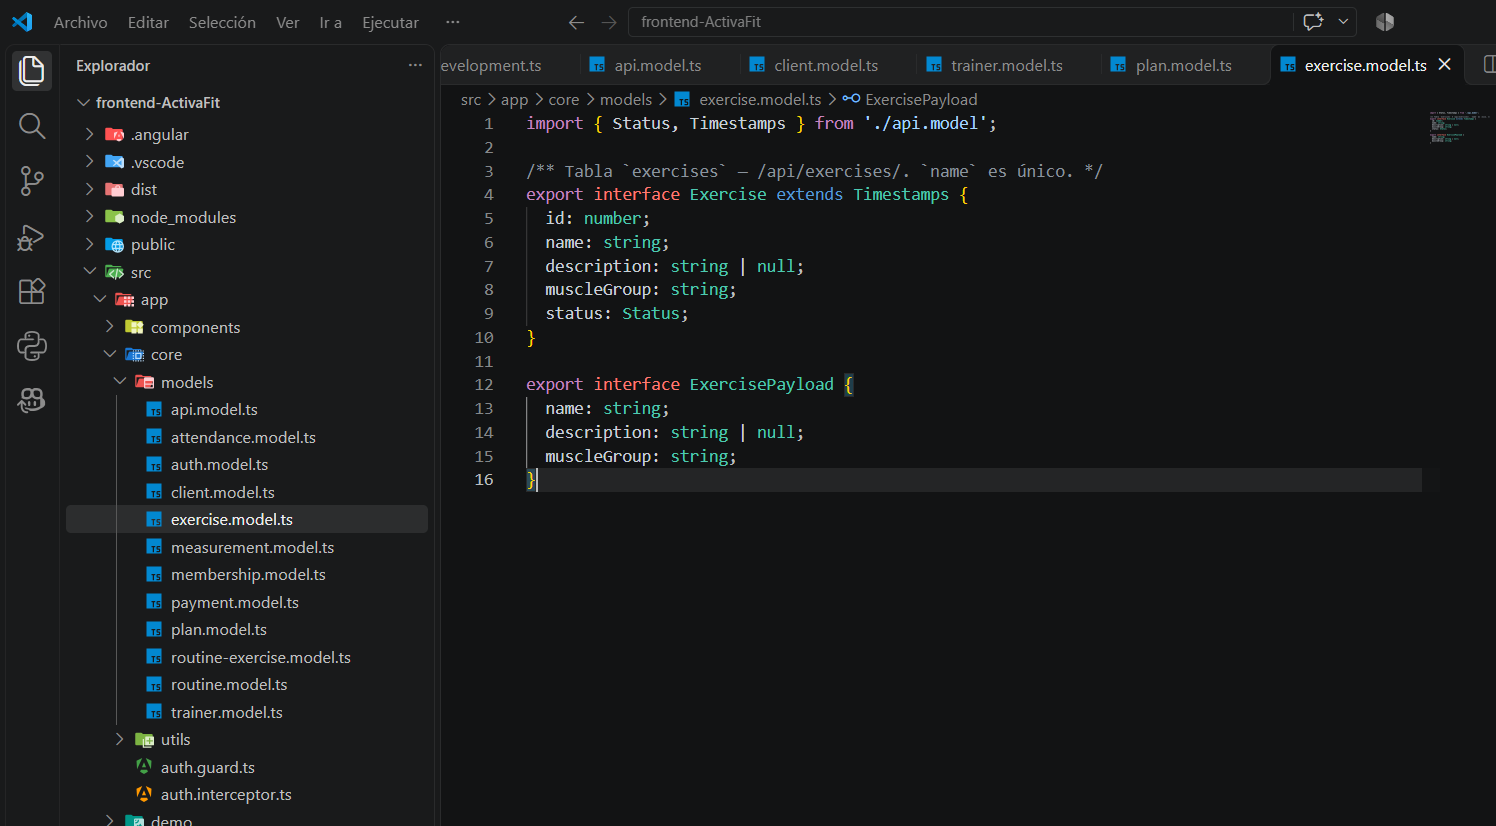 Archivo Editar Selección Ver Ir a Ejecutar ··· frontend-ActivaFit
Explorador ···
frontend-ActivaFit
.angular
.vscode
dist
node_modules
public
src
app
components
core
models
api.model.ts
attendance.model.ts
auth.model.ts
client.model.ts
exercise.model.ts
measurement.model.ts
membership.model.ts
payment.model.ts
plan.model.ts
routine-exercise.model.ts
routine.model.ts
trainer.model.ts
utils
auth.guard.ts
auth.interceptor.ts
demo
evelopment.ts api.model.ts client.model.ts trainer.model.ts plan.model.ts exercise.model.ts
src > app > core > models > exercise.model.ts > ExercisePayload
1 import { Status, Timestamps } from './api.model';
2
3 /** Tabla `exercises` — /api/exercises/. `name` es único. */
4 export interface Exercise extends Timestamps {
5 id: number;
6 name: string;
7 description: string | null;
8 muscleGroup: string;
9 status: Status;
10 }
11
12 export interface ExercisePayload {
13 name: string;
14 description: string | null;
15 muscleGroup: string;
16 }